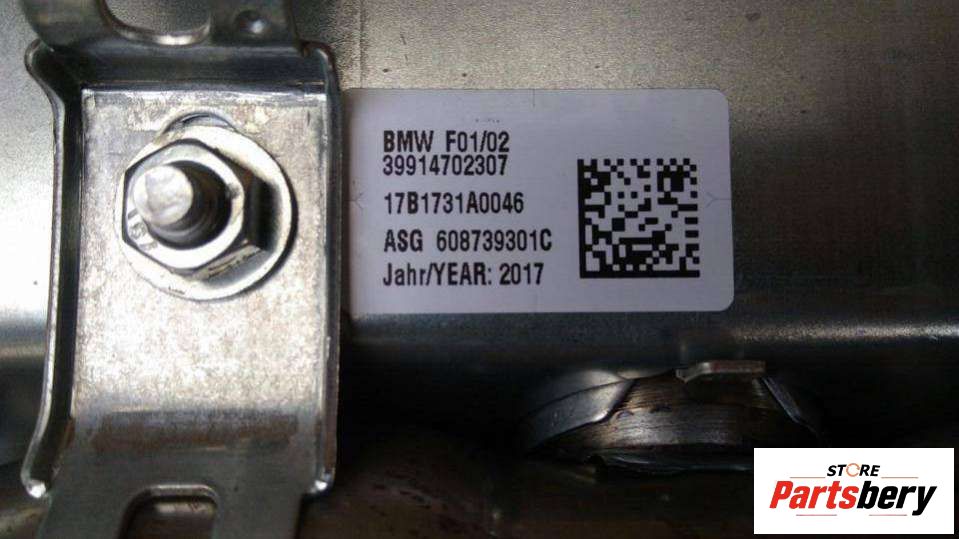 BMW F01/02
39914702307
17B1731A0046
ASG 608739301C
Jahr/YEAR: 2017
STORE
Partsbery